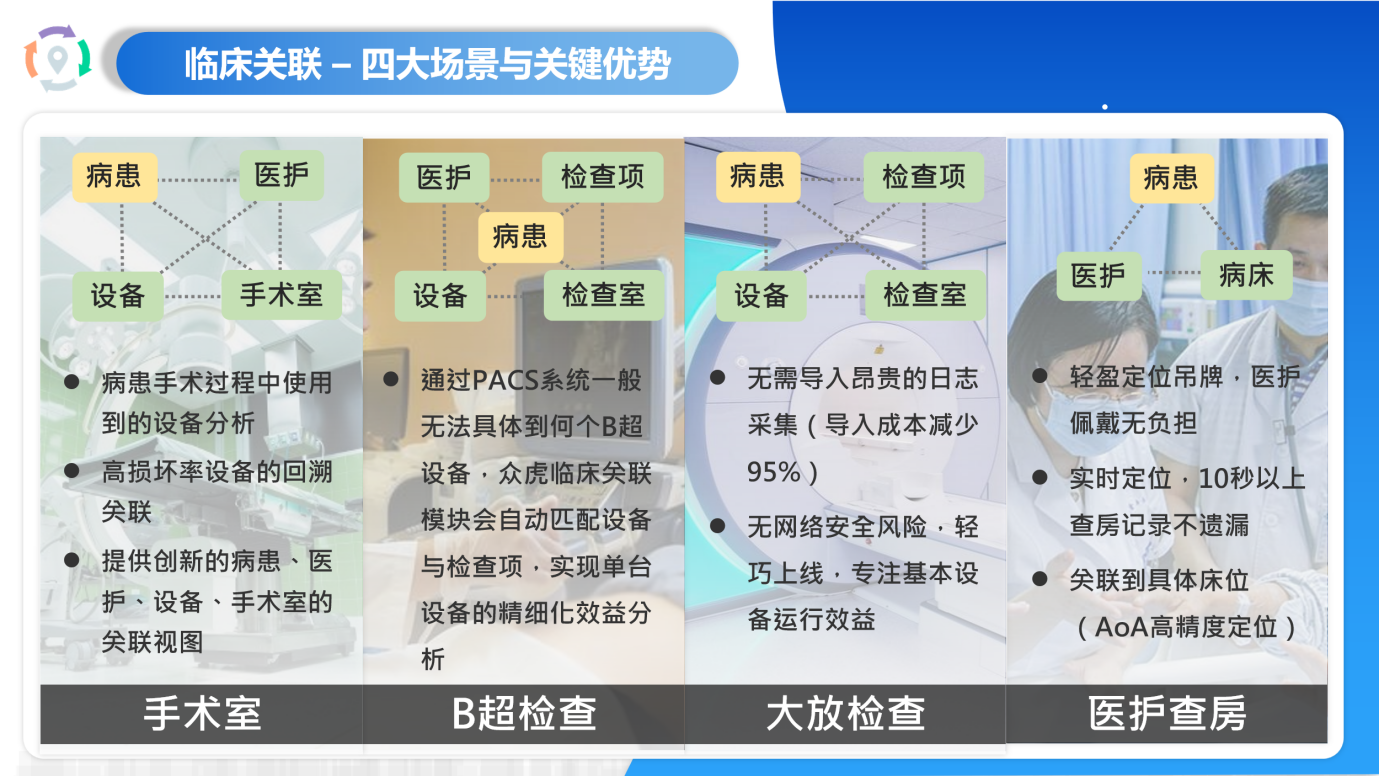 临床关联 – 四大场景与关键优势
病患
医护
设备
手术室
● 病患手术过程中使用
到的设备分析
● 高损坏率设备的回溯
关联
● 提供创新的病患、医
护、设备、手术室的
关联视图
手术室
医护
检查项
病患
设备
检查室
● 通过PACS系统一般
无法具体到何个B超
设备，众虎临床关联
模块会自动匹配设备
与检查项，实现单台
设备的精细化效益分
析
B超检查
病患
检查项
设备
检查室
● 无需导入昂贵的日志
采集（导入成本减少
95%）
● 无网络安全风险，轻
巧上线，专注基本设
备运行效益
大放检查
病患
医护
病床
● 轻盈定位吊牌，医护
佩戴无负担
● 实时定位，10秒以上
查房记录不遗漏
● 关联到具体床位
（AoA高精度定位）
医护查房